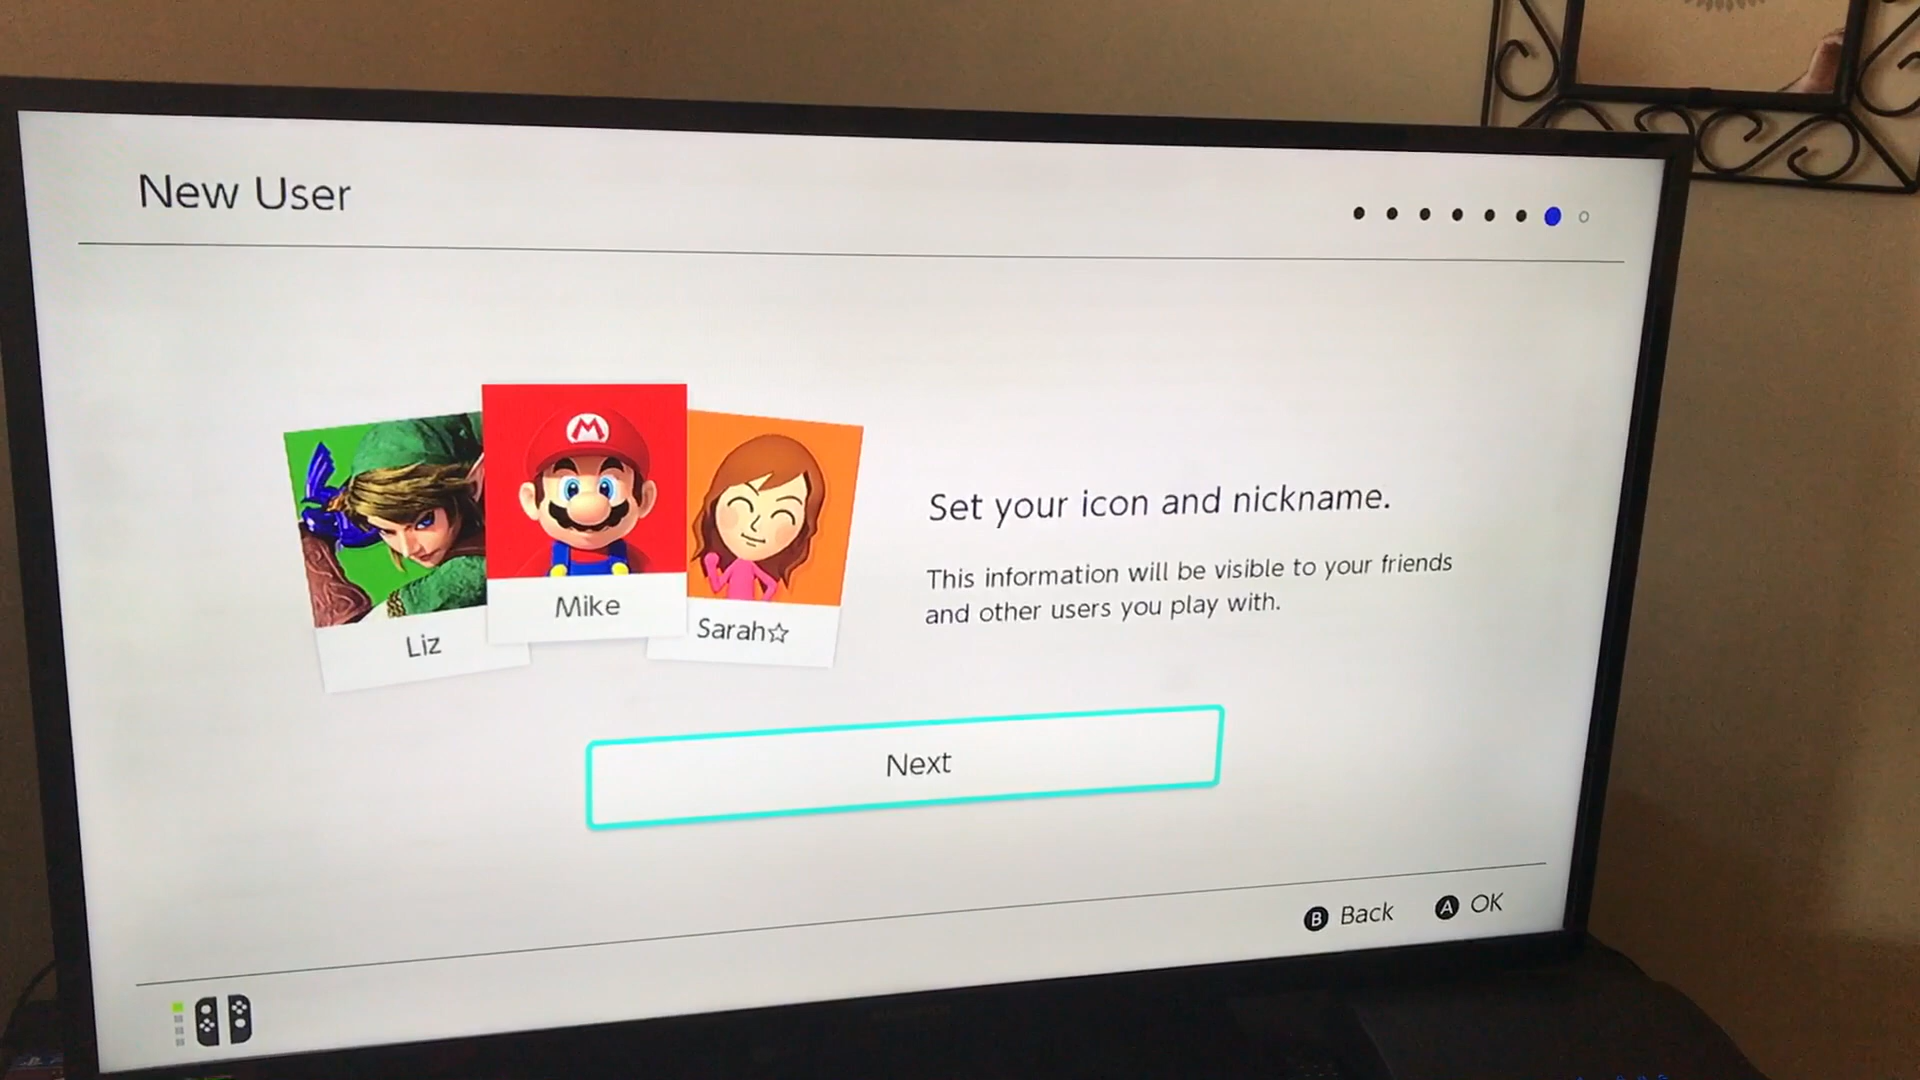 New User
M
Liz
Mike
Sarah☆
Set your icon and nickname.
This information will be visible to your friends
and other users you play with.
Next
B Back
A OK